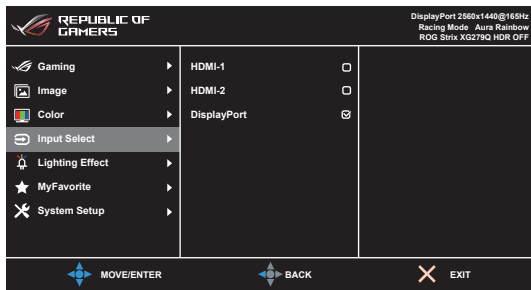 REPUBLIC OF
GAMERS
DisplayPort 2560x1440@165Hz
Racing Mode Aura Rainbow
ROG Strix XG279Q HDR OFF
Gaming
HDMI-1
Image
HDMI-2
Color
DisplayPort
Input Select
Lighting Effect
MyFavorite
System Setup
MOVE/ENTER
BACK
EXIT